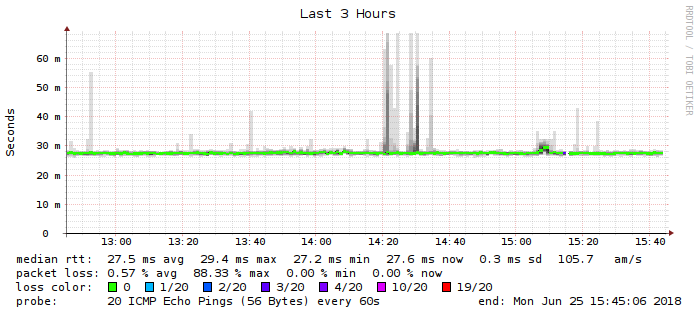 Last 3 Hours
RRDTOOL / TOBI OETIKER
Seconds
60 m
50 m
40 m
30 m
20 m
10 m
0
13:00 13:20 13:40 14:00 14:20 14:40 15:00 15:20 15:40
median rtt: 27.5 ms avg 29.4 ms max 27.2 ms min 27.6 ms now 0.3 ms sd 105.7 am/s
packet loss: 0.57 % avg 88.33 % max 0.00 % min 0.00 % now
loss color: 0 1/20 2/20 3/20 4/20 10/20 19/20
probe: 20 ICMP Echo Pings (56 Bytes) every 60s end: Mon Jun 25 15:45:06 2018